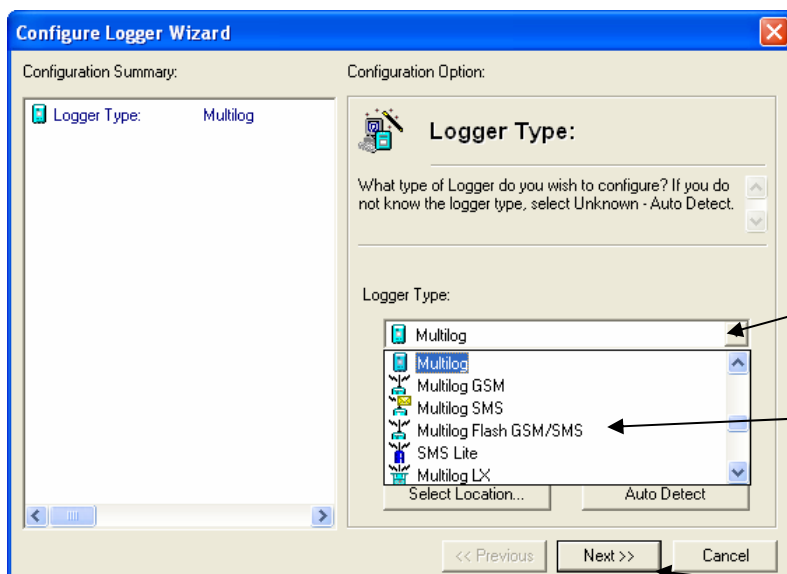 Configure Logger Wizard
Configuration Summary:
Logger Type: Multilog
Configuration Option:
Logger Type:
What type of Logger do you wish to configure? If you do
not know the logger type, select Unknown - Auto Detect.
Logger Type:
Multilog
Multilog
Multilog GSM
Multilog SMS
Multilog Flash GSM/SMS
SMS Lite
Multilog LX
Select Location...
Auto Detect
<< Previous
Next >>
Cancel